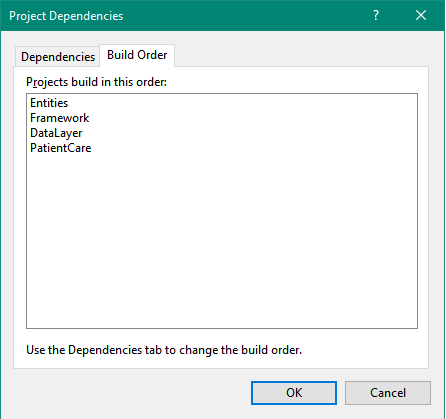 Project Dependencies
?
Dependencies Build Order
Projects build in this order:
Entities
Framework
DataLayer
PatientCare
Use the Dependencies tab to change the build order.
OK Cancel